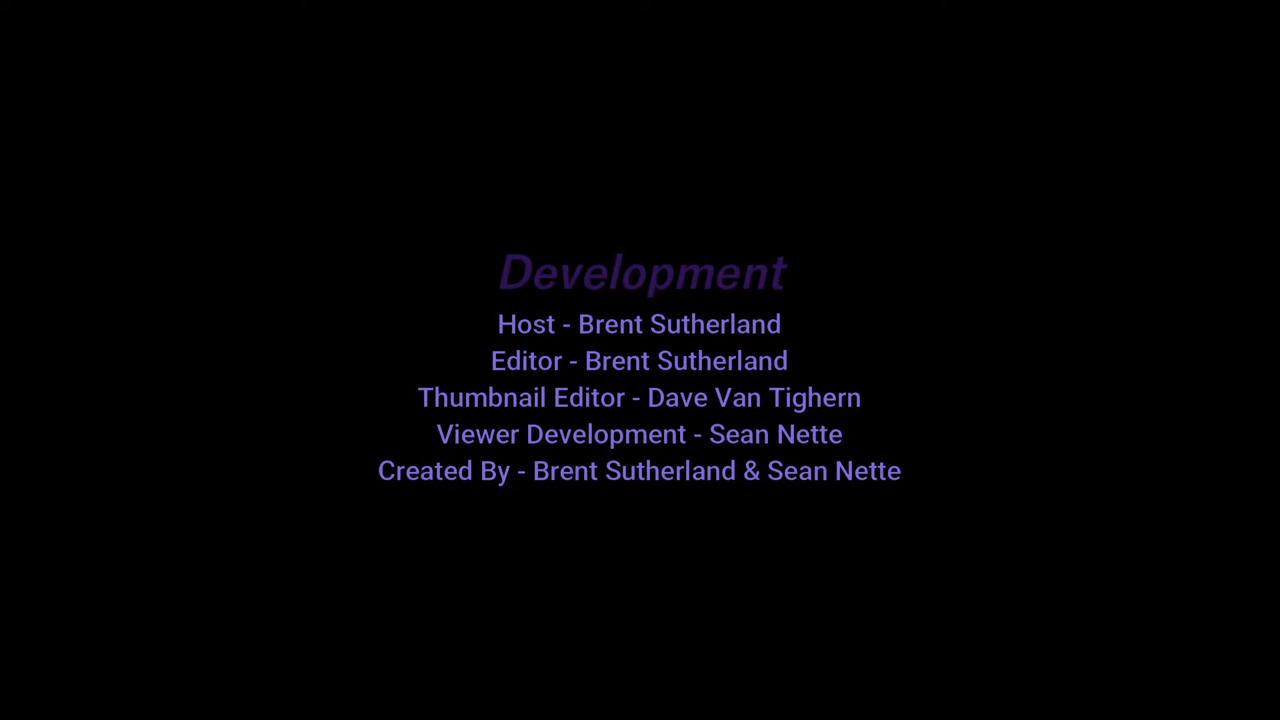 Development
Host - Brent Sutherland
Editor - Brent Sutherland
Thumbnail Editor - Dave Van Tighern
Viewer Development - Sean Nette
Created By - Brent Sutherland & Sean Nette